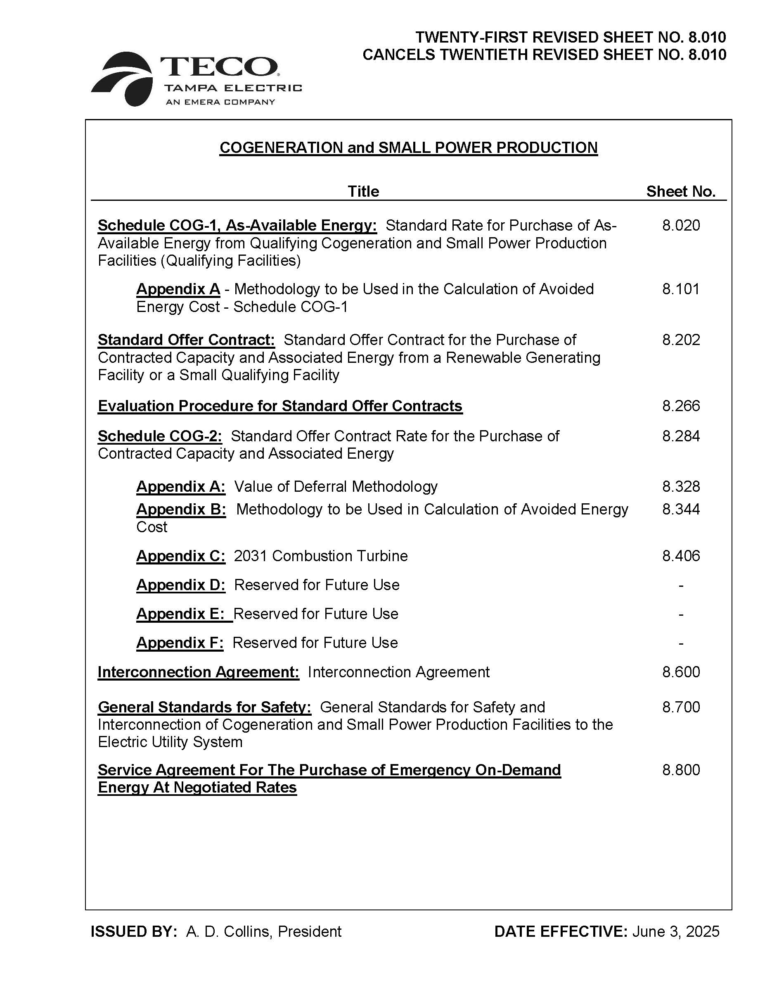 TWENTY-FIRST REVISED SHEET NO. 8.010
CANCELS TWENTIETH REVISED SHEET NO. 8.010
TECO®
TAMPA ELECTRIC
AN EMERA COMPANY
COGENERATION and SMALL POWER PRODUCTION
Title Sheet No.
Schedule COG-1, As-Available Energy: Standard Rate for Purchase of As- 8.020
Available Energy from Qualifying Cogeneration and Small Power Production
Facilities (Qualifying Facilities)
Appendix A - Methodology to be Used in the Calculation of Avoided 8.101
Energy Cost - Schedule COG-1
Standard Offer Contract: Standard Offer Contract for the Purchase of 8.202
Contracted Capacity and Associated Energy from a Renewable Generating
Facility or a Small Qualifying Facility
Evaluation Procedure for Standard Offer Contracts 8.266
Schedule COG-2: Standard Offer Contract Rate for the Purchase of 8.284
Contracted Capacity and Associated Energy
Appendix A: Value of Deferral Methodology 8.328
Appendix B: Methodology to be Used in Calculation of Avoided Energy 8.344
Cost
Appendix C: 2031 Combustion Turbine 8.406
Appendix D: Reserved for Future Use -
Appendix E: Reserved for Future Use -
Appendix F: Reserved for Future Use -
Interconnection Agreement: Interconnection Agreement 8.600
General Standards for Safety: General Standards for Safety and 8.700
Interconnection of Cogeneration and Small Power Production Facilities to the
Electric Utility System
Service Agreement For The Purchase of Emergency On-Demand 8.800
Energy At Negotiated Rates
ISSUED BY: A. D. Collins, President DATE EFFECTIVE: June 3, 2025